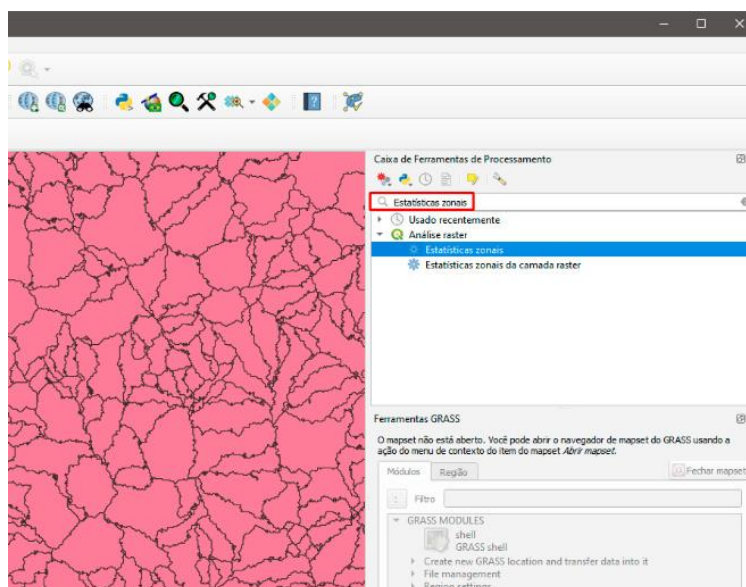 Caixa de Ferramentas de Processamento
Estatísticas zonais
Usado recentemente
Análise raster
Estatísticas zonais
Estatísticas zonais da camada raster
Ferramentas GRASS
O mapset não está aberto. Você pode abrir o navegador de mapset do GRASS usando a
ação do menu de contexto do item do mapset Abrir mapset.
Módulos Região Fechar mapset
Filtro
GRASS MODULES
shell
GRASS shell
Create new GRASS location and transfer data into it
File management
Region settings